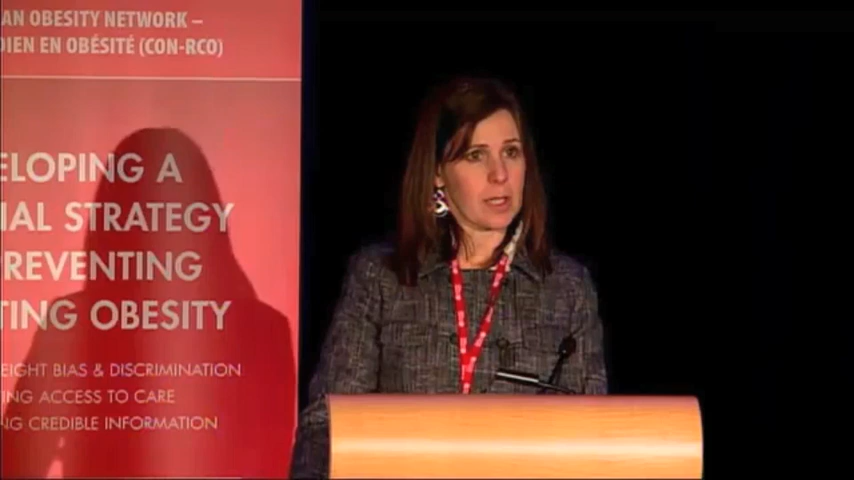 AN OBESITY NETWORK –
DIEN EN OBÉSITÉ (CON-RCO)
ELOPING A
NAL STRATEGY
REVENTING
TING OBESITY
EIGHT BIAS & DISCRIMINATION
ING ACCESS TO CARE
NG CREDIBLE INFORMATION